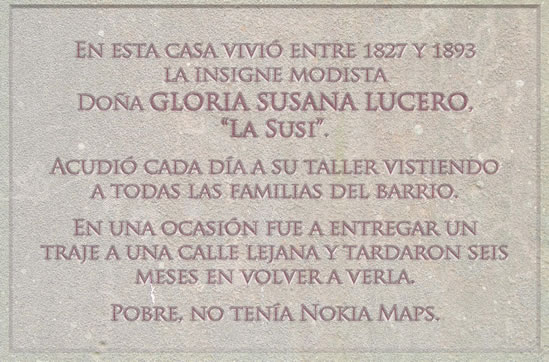 En esta casa vivió entre 1827 y 1893
la insigne modista
Doña GLORIA SUSANA LUCERO,
“La Susi”.
Acudió cada día a su taller vistiendo
a todas las familias del barrio.
En una ocasión fue a entregar un
traje a una calle lejana y tardaron seis
meses en volver a verla.
Pobre, no tenía Nokia Maps.